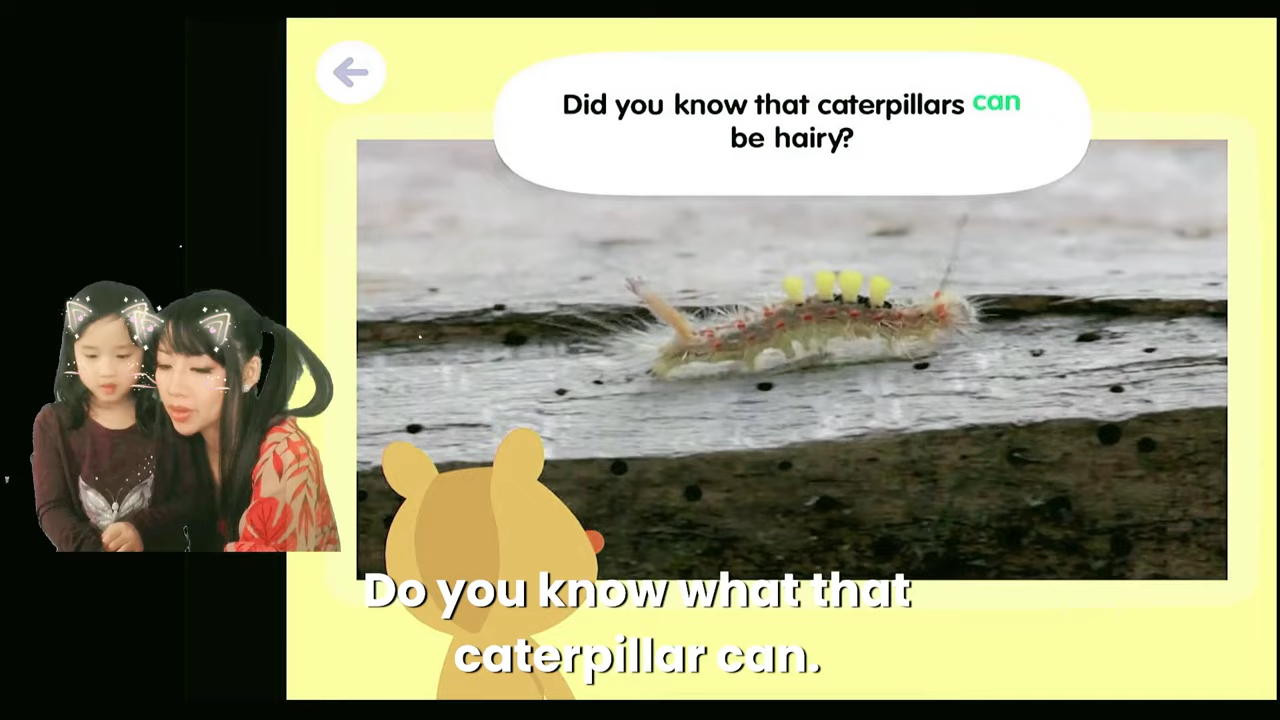 Did you know that caterpillars can
be hairy?
Do you know what that
caterpillar can.